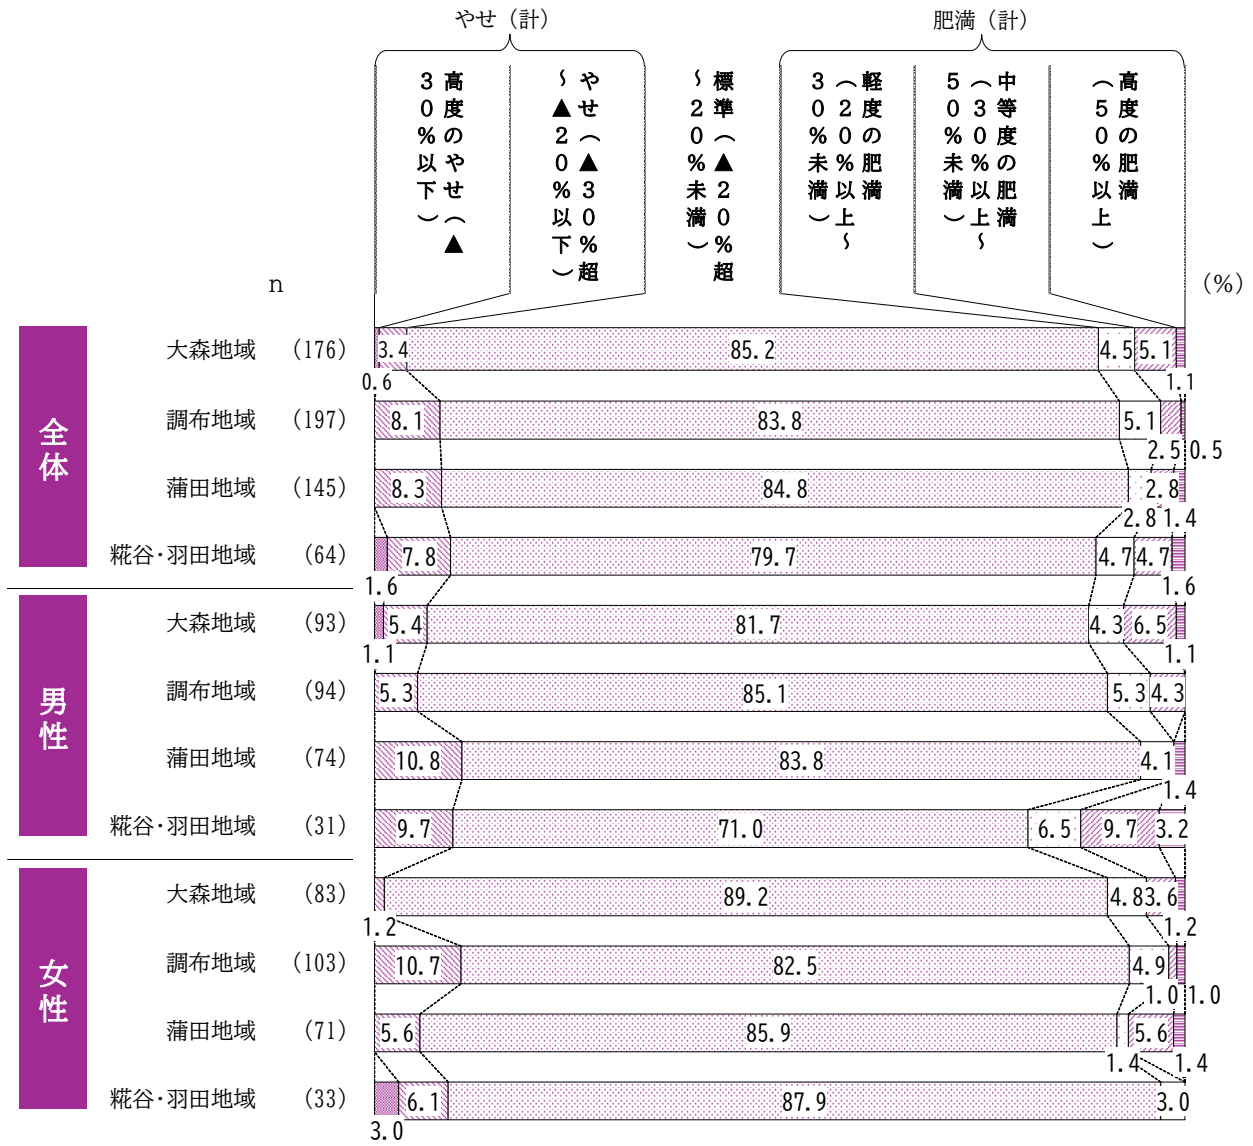 やせ（計）
肥満（計）
高度のやせ（▲
３０％以下）
やせ（▲３０％超
～▲２０％以下）
標準（▲２０％超
～２０％未満）
軽度の肥満
（２０％以上～
３０％未満）
中等度の肥満
（３０％以上～
５０％未満）
高度の肥満
（５０％以上）
n
(%)
全体
大森地域 (176) 3.4 85.2 4.5 5.1
0.6 1.1
調布地域 (197) 8.1 83.8 5.1
2.5 0.5
蒲田地域 (145) 8.3 84.8 2.8
2.8 1.4
糀谷・羽田地域 (64) 7.8 79.7 4.7 4.7
1.6 1.6
男性
大森地域 (93) 5.4 81.7 4.3 6.5
1.1 1.1
調布地域 (94) 5.3 85.1 5.3 4.3
蒲田地域 (74) 10.8 83.8 4.1
1.4
糀谷・羽田地域 (31) 9.7 71.0 6.5 9.7 3.2
女性
大森地域 (83) 89.2 4.8 3.6
1.2 1.2
調布地域 (103) 10.7 82.5 4.9
1.0 1.0
蒲田地域 (71) 5.6 85.9 5.6
1.4 1.4
糀谷・羽田地域 (33) 6.1 87.9 3.0
3.0